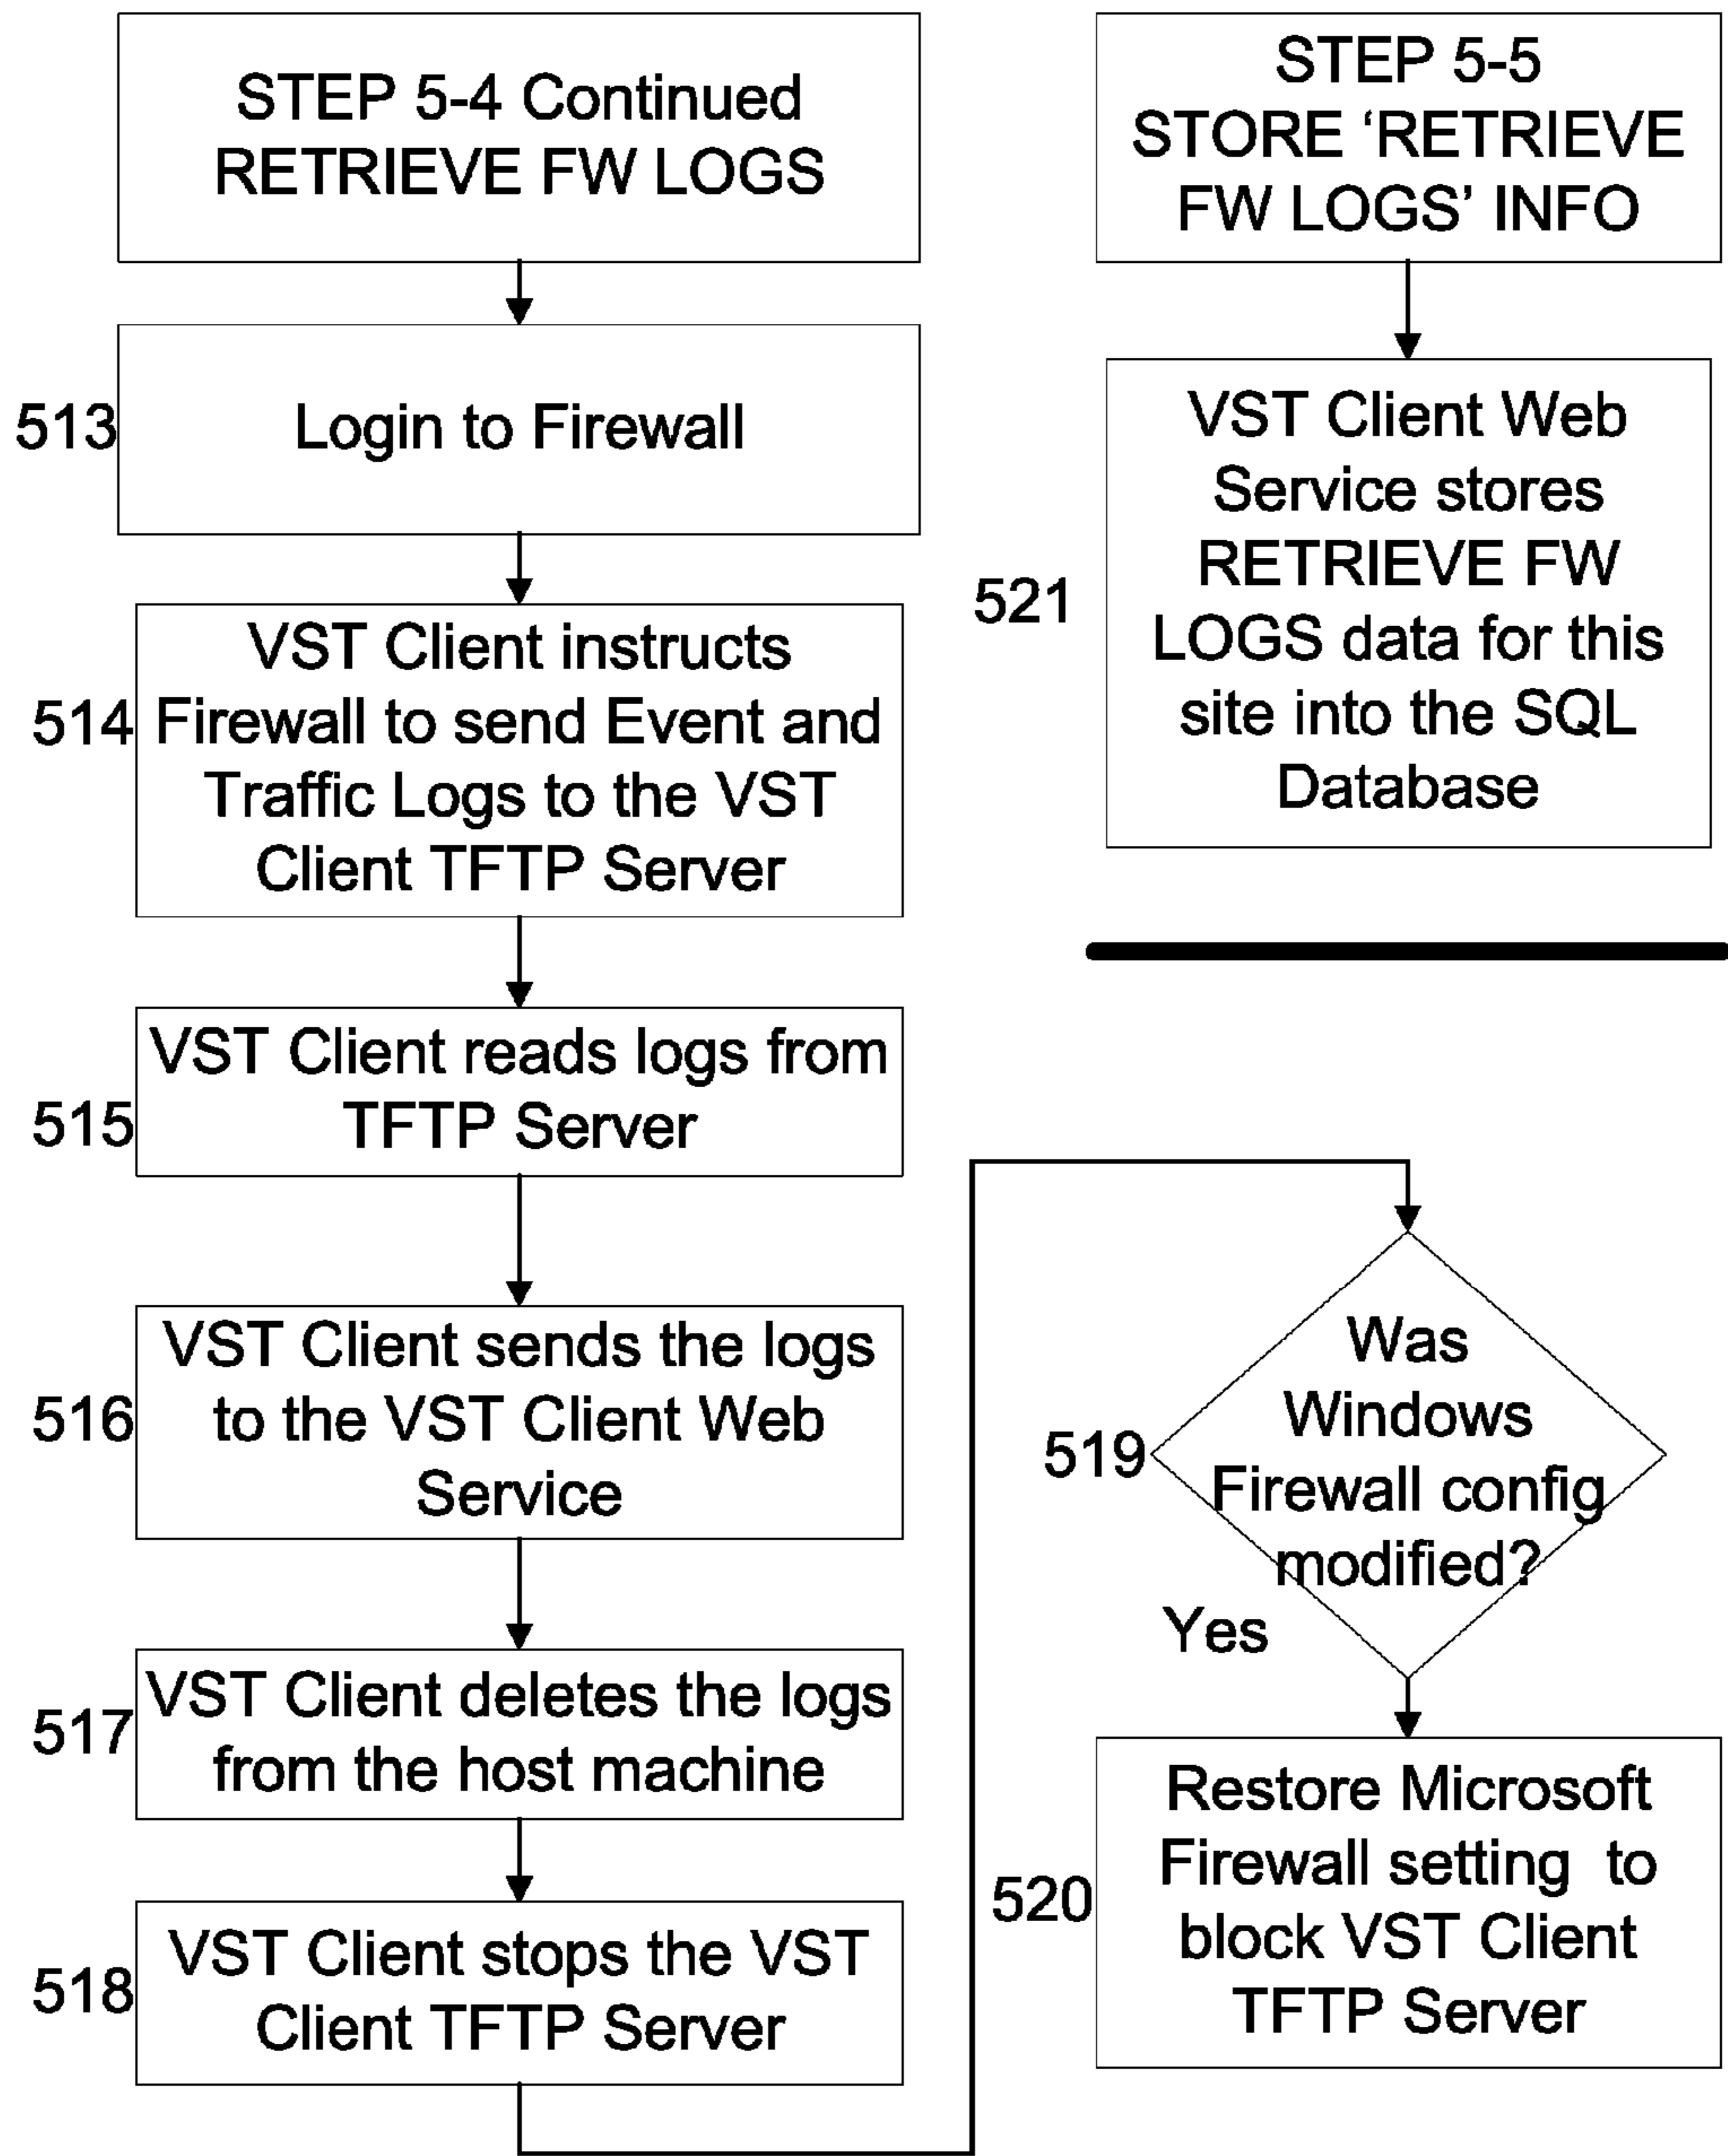 STEP 5-4 Continued
RETRIEVE FW LOGS
513
Login to Firewall
514
VST Client instructs
Firewall to send Event and
Traffic Logs to the VST
Client TFTP Server
515
VST Client reads logs from
TFTP Server
516
VST Client sends the logs
to the VST Client Web
Service
517
VST Client deletes the logs
from the host machine
518
VST Client stops the VST
Client TFTP Server
519
Was
Windows
Firewall config
modified?
Yes
520
Restore Microsoft
Firewall setting  to
block VST Client
TFTP Server
STEP 5-5
STORE ‘RETRIEVE
FW LOGS’ INFO
521
VST Client Web
Service stores
RETRIEVE FW
LOGS data for this
site into the SQL
Database